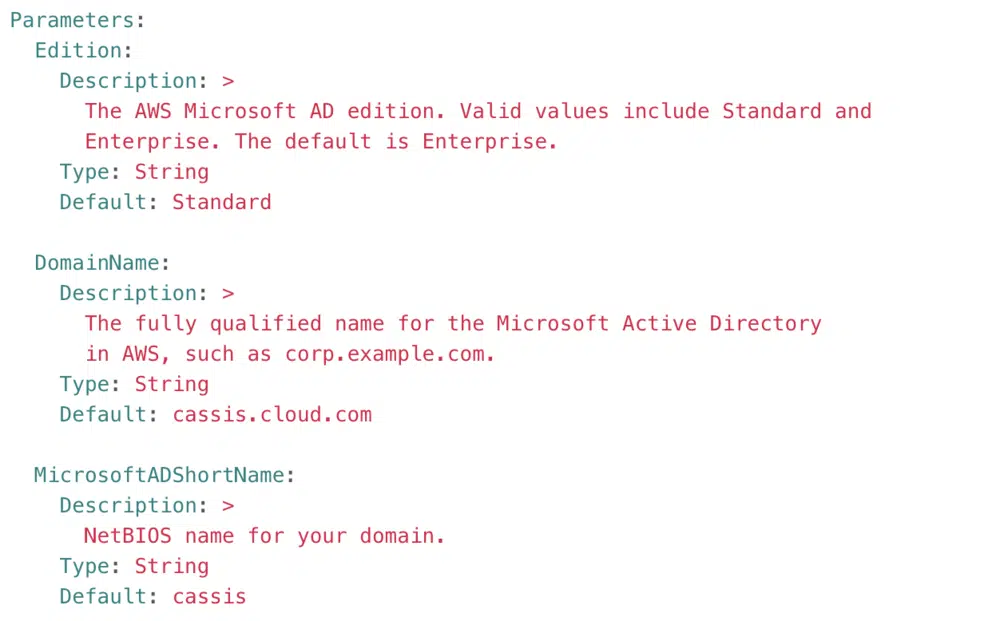 Parameters:
  Edition:
    Description: >
      The AWS Microsoft AD edition. Valid values include Standard and
      Enterprise. The default is Enterprise.
    Type: String
    Default: Standard

  DomainName:
    Description: >
      The fully qualified name for the Microsoft Active Directory
      in AWS, such as corp.example.com.
    Type: String
    Default: cassis.cloud.com

  MicrosoftADShortName:
    Description: >
      NetBIOS name for your domain.
    Type: String
    Default: cassis